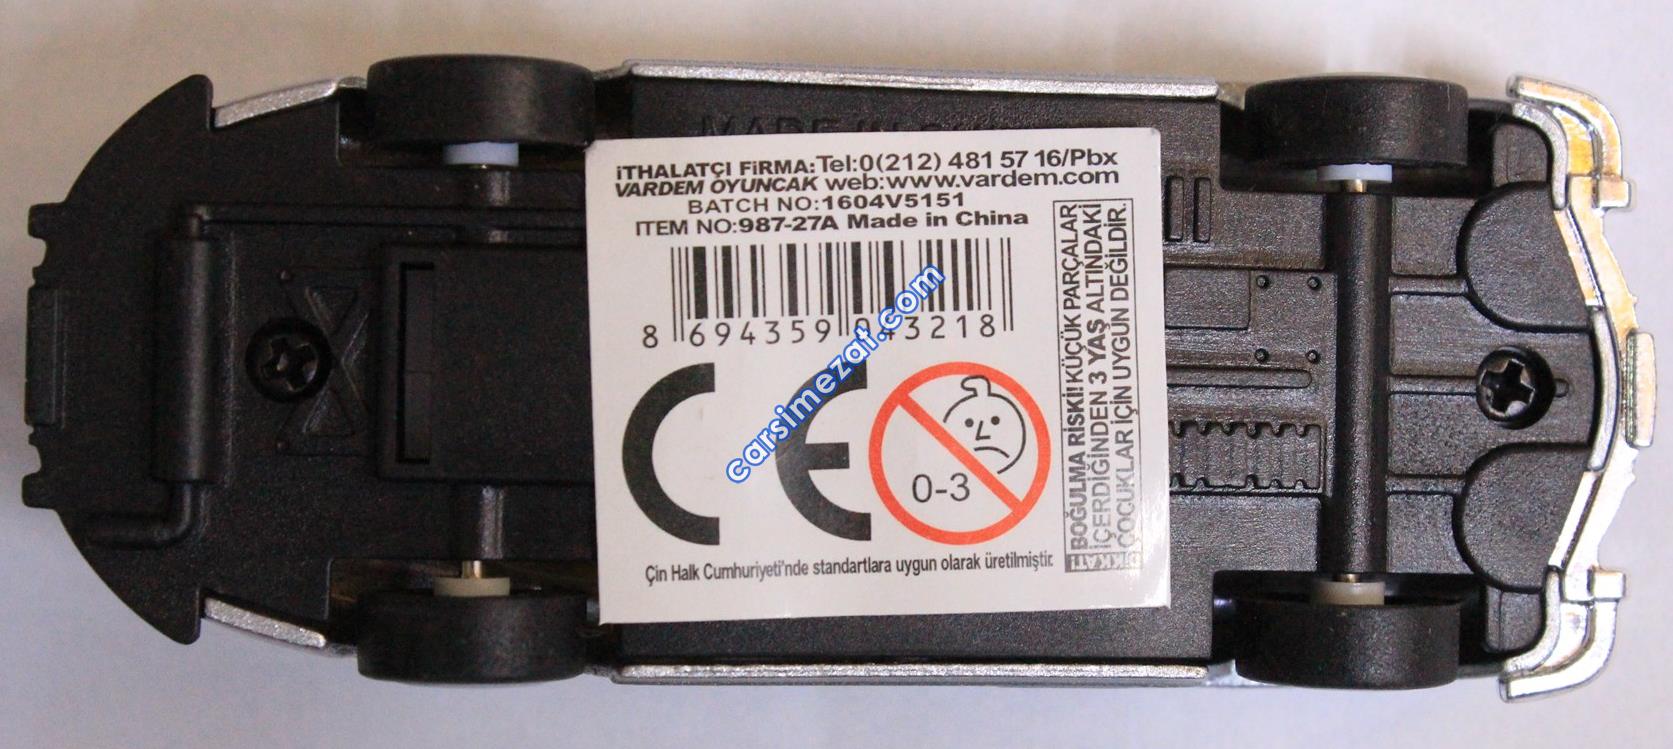 MADE IN
İTHALATÇI FİRMA:Tel:0(212) 481 57 16/Pbx
VARDEM OYUNCAK web:www.vardem.com
BATCH NO:1604V5151
ITEM NO:987-27A Made in China
8 694359 043218
CE
0-3
Çin Halk Cumhuriyeti'nde standartlara uygun olarak üretilmiştir.
BOĞULMA RİSKİ! KÜÇÜK PARÇALAR
İÇERDİĞİNDEN 3 YAŞ ALTINDAKİ
ÇOCUKLAR İÇİN UYGUN DEĞİLDİR.
carsimezat.com